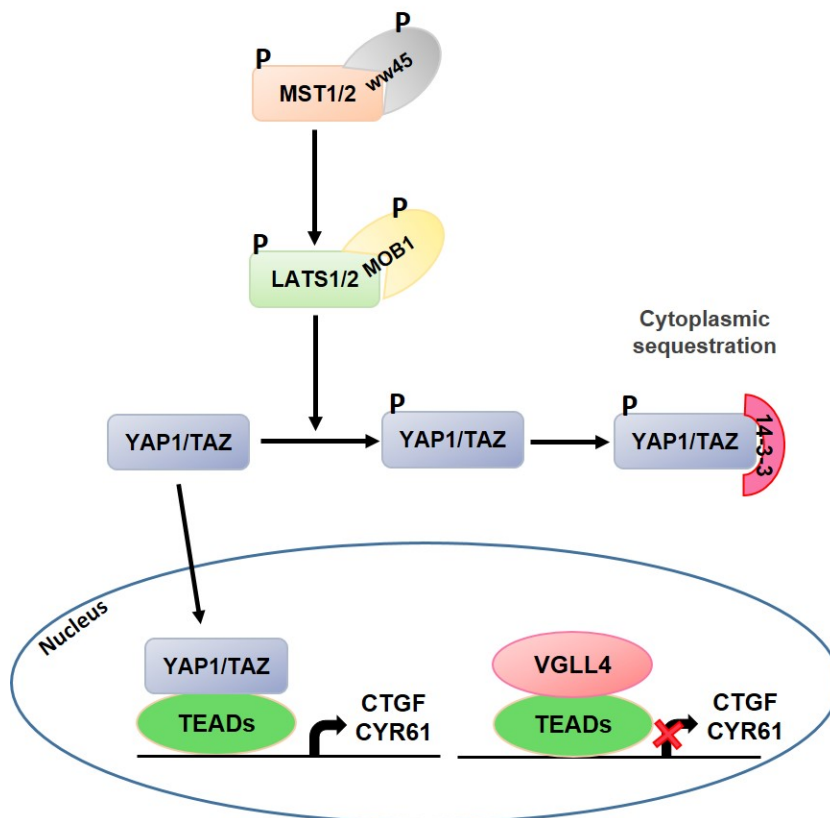 P
P
MST1/2
ww45
P
P
LATS1/2
MOB1
Cytoplasmic
sequestration
YAP1/TAZ
P
YAP1/TAZ
P
YAP1/TAZ
14-3-3
Nucleus
YAP1/TAZ
TEADs
CTGF
CYR61
VGLL4
TEADs
CTGF
CYR61